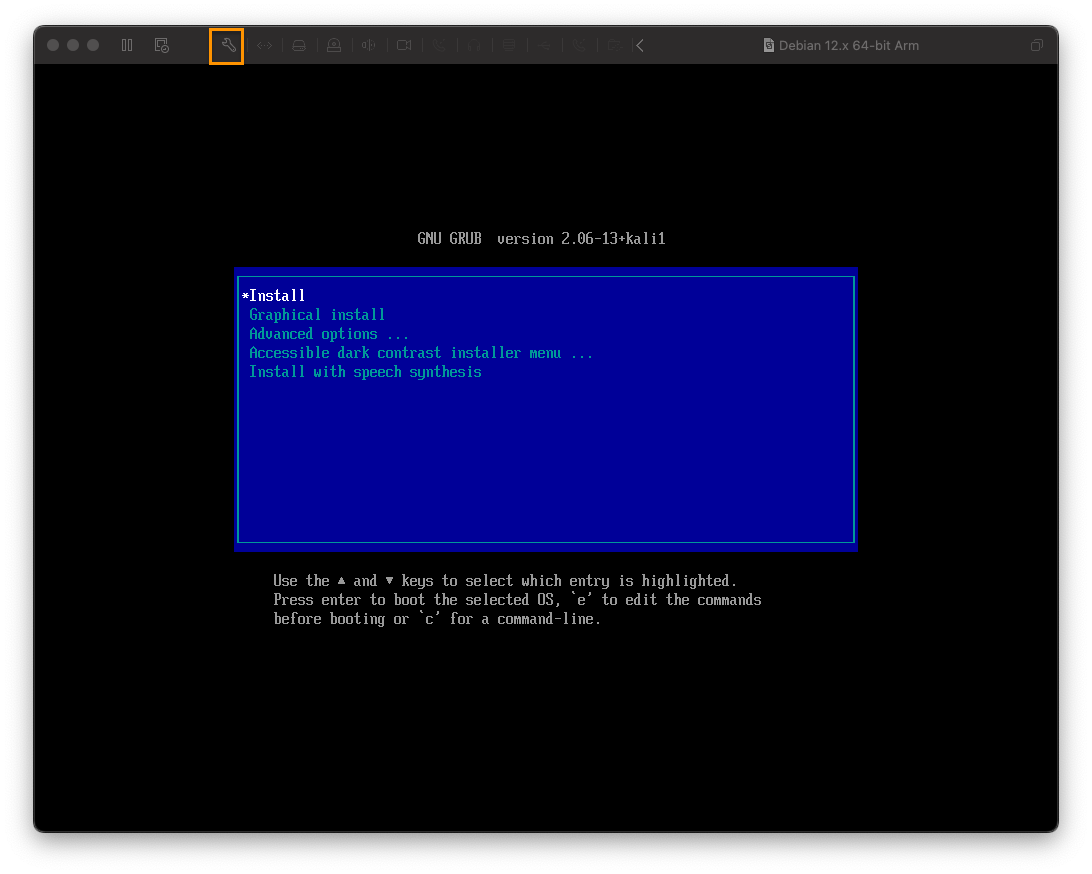 Debian 12.x 64-bit Arm
GNU GRUB version 2.06-13+kali1
*Install
Graphical install
Advanced options ...
Accessible dark contrast installer menu ...
Install with speech synthesis
Use the ▲ and ▼ keys to select which entry is highlighted.
Press enter to boot the selected OS, `e' to edit the commands
before booting or `c' for a command-line.